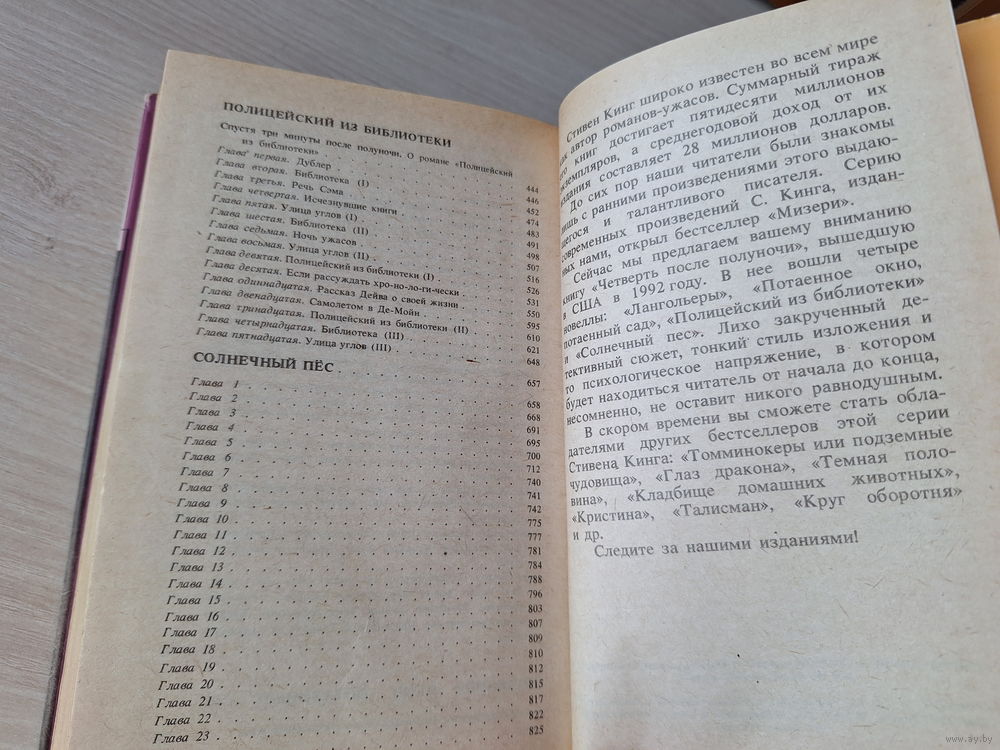 ПОЛИЦЕЙСКИЙ ИЗ БИБЛИОТЕКИ
Спустя три минуты после полуночи. О романе «Полицейский
из библиотеки» . . . 444
Глава первая. Дублер . . . 446
Глава вторая. Библиотека (I) . . . 452
Глава третья. Речь Сэма . . . 474
Глава четвертая. Исчезнувшие книги . . . 483
Глава пятая. Улица углов (I) . . . 491
Глава шестая. Библиотека (II) . . . 498
Глава седьмая. Ночь ужасов . . . 507
Глава восьмая. Улица углов (II) . . . 516
Глава девятая. Полицейский из библиотеки (I) . . . 526
Глава десятая. Если рассуждать хро-но-ло-ги-чески . . . 531
Глава одиннадцатая. Рассказ Дейва о своей жизни . . . 550
Глава двенадцатая. Самолетом в Де-Мойн . . . 595
Глава тринадцатая. Полицейский из библиотеки (II) . . . 610
Глава четырнадцатая. Библиотека (III) . . . 621
Глава пятнадцатая. Улица углов (III) . . . 648
СОЛНЕЧНЫЙ ПЁС . . . 657
Глава 1 . . . 658
Глава 2 . . . 668
Глава 3 . . . 691
Глава 4 . . . 695
Глава 5 . . . 700
Глава 6 . . . 712
Глава 7 . . . 740
Глава 8 . . . 741
Глава 9 . . . 742
Глава 10 . . . 775
Глава 11 . . . 777
Глава 12 . . . 781
Глава 13 . . . 784
Глава 14 . . . 788
Глава 15 . . . 796
Глава 16 . . . 803
Глава 17 . . . 807
Глава 18 . . . 809
Глава 19 . . . 810
Глава 20 . . . 812
Глава 21 . . . 815
Глава 22 . . . 817
Глава 23 . . . 822
825
Стивен Кинг широко известен во всем мире
как автор романов-ужасов. Суммарный тираж
его книг достигает пятидесяти миллионов
экземпляров, а среднегодовой доход от их
издания составляет 28 миллионов долларов.
До сих пор наши читатели были знакомы
лишь с ранними произведениями этого выдаю-
щегося и талантливого писателя. Серию
современных произведений С. Кинга, издан-
ных нами, открыл бестселлер «Мизери».
Сейчас мы предлагаем вашему вниманию
книгу «Четверть после полуночи», вышедшую
в США в 1992 году. В нее вошли четыре
новеллы: «Лангольеры», «Потаенное окно,
потаенный сад», «Полицейский из библиотеки»
и «Солнечный пес». Лихо закрученный де-
тективный сюжет, тонкий стиль изложения и
то психологическое напряжение, в котором
будет находиться читатель от начала до конца,
несомненно, не оставит никого равнодушным.
В скором времени вы сможете стать обла-
дателями других бестселлеров этой серии
Стивена Кинга: «Томминокеры или подземные
чудовища», «Глаз дракона», «Темная поло-
вина», «Кладбище домашних животных»,
«Кристина», «Талисман», «Круг оборотня»
и др.
Следите за нашими изданиями!
www.ay.by